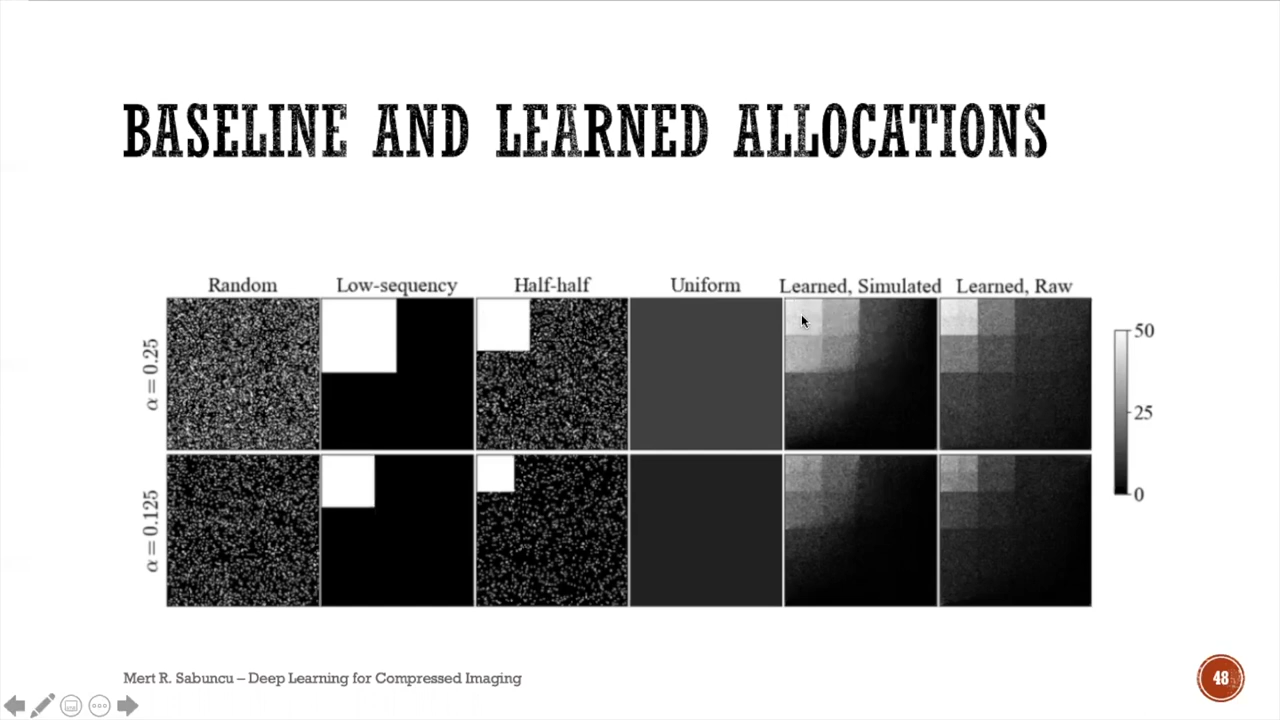 BASELINE AND LEARNED ALLOCATIONS
Random Low-sequency Half-half Uniform Learned, Simulated Learned, Raw
α = 0.25
α = 0.125
50
25
0
Mert R. Sabuncu – Deep Learning for Compressed Imaging
48